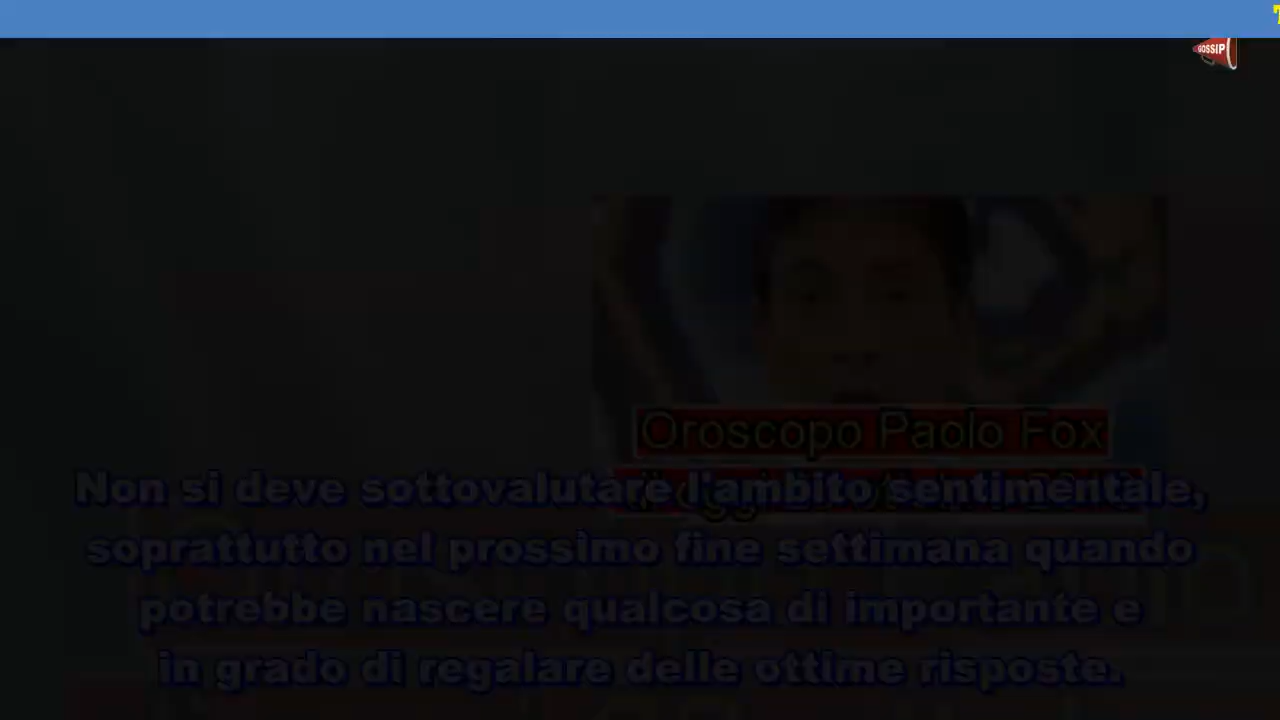 T
GOSSIP
Oroscopo Paolo Fox
Non si deve sottovalutare l'ambito sentimentale,
soprattutto nel prossimo fine settimana quando
potrebbe nascere qualcosa di importante e
in grado di regalare delle ottime risposte.